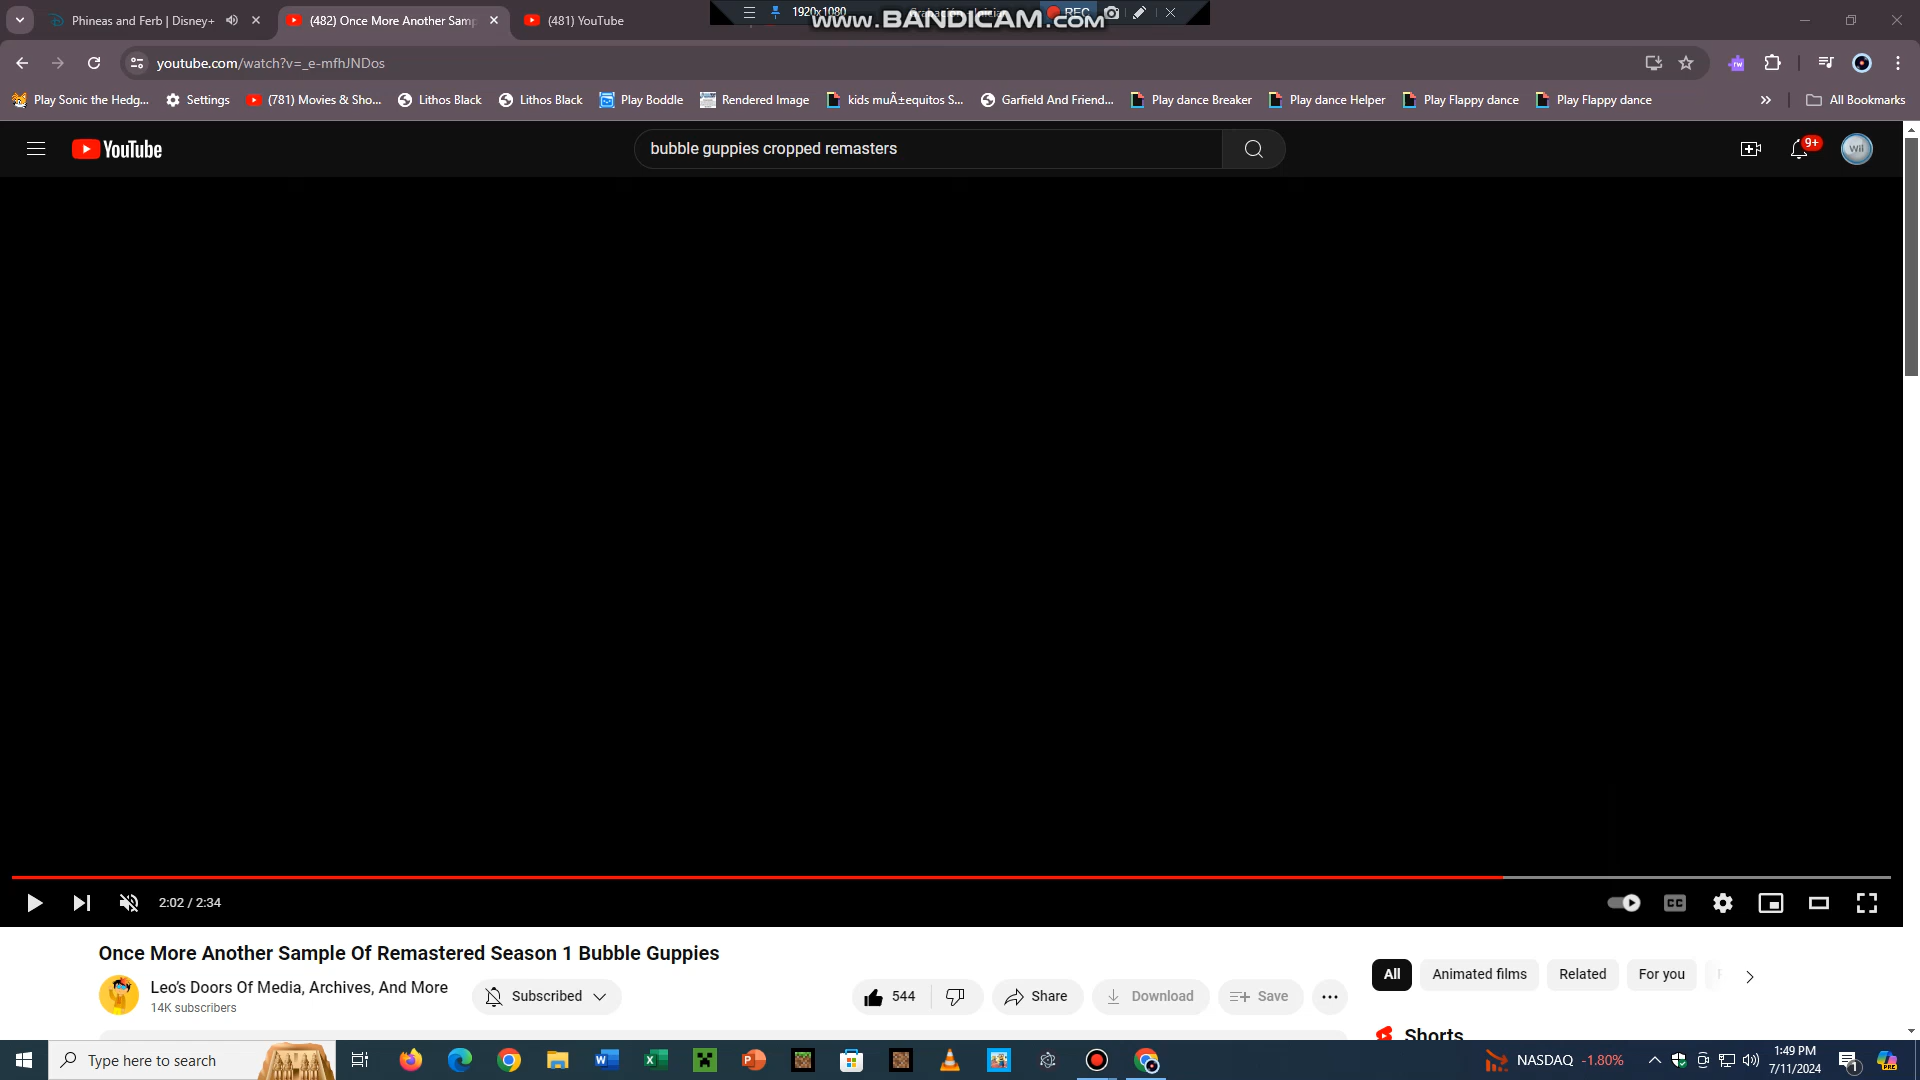 Phineas and Ferb | Disney+
(482) Once More Another Samp
(481) YouTube
1920x1080
REC
www.BANDICAM.com
youtube.com/watch?v=_e-mfhJNDos
Play Sonic the Hedg...
Settings
(781) Movies & Sho...
Lithos Black
Lithos Black
Play Boddle
Rendered Image
kids muÃ±equitos S...
Garfield And Friend...
Play dance Breaker
Play dance Helper
Play Flappy dance
Play Flappy dance
All Bookmarks
YouTube
bubble guppies cropped remasters
9+
Wii
2:02 / 2:34
CC
Once More Another Sample Of Remastered Season 1 Bubble Guppies
Leo's Doors Of Media, Archives, And More
14K subscribers
Subscribed
544
Share
Download
Save
All
Animated films
Related
For you
Shorts
Type here to search
NASDAQ -1.80%
1:49 PM
7/11/2024
1